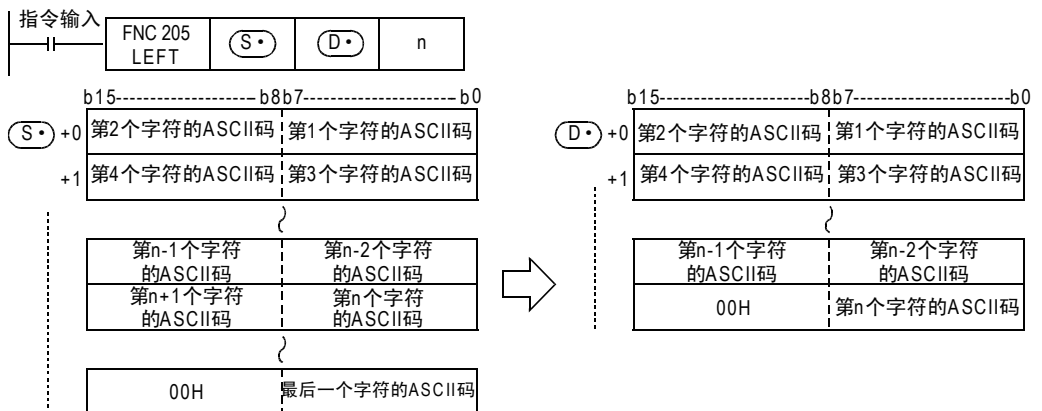 指令输入
FNC 205
LEFT
S•
D•
n
b15 b8b7 b0
S• +0 第2个字符的ASCII码 第1个字符的ASCII码
+1 第4个字符的ASCII码 第3个字符的ASCII码
第n-1个字符
的ASCII码
第n-2个字符
的ASCII码
第n+1个字符
的ASCII码
第n个字符
的ASCII码
00H 最后一个字符的ASCII码
b15 b8b7 b0
D• +0 第2个字符的ASCII码 第1个字符的ASCII码
+1 第4个字符的ASCII码 第3个字符的ASCII码
第n-1个字符
的ASCII码
第n-2个字符
的ASCII码
00H 第n个字符的ASCII码